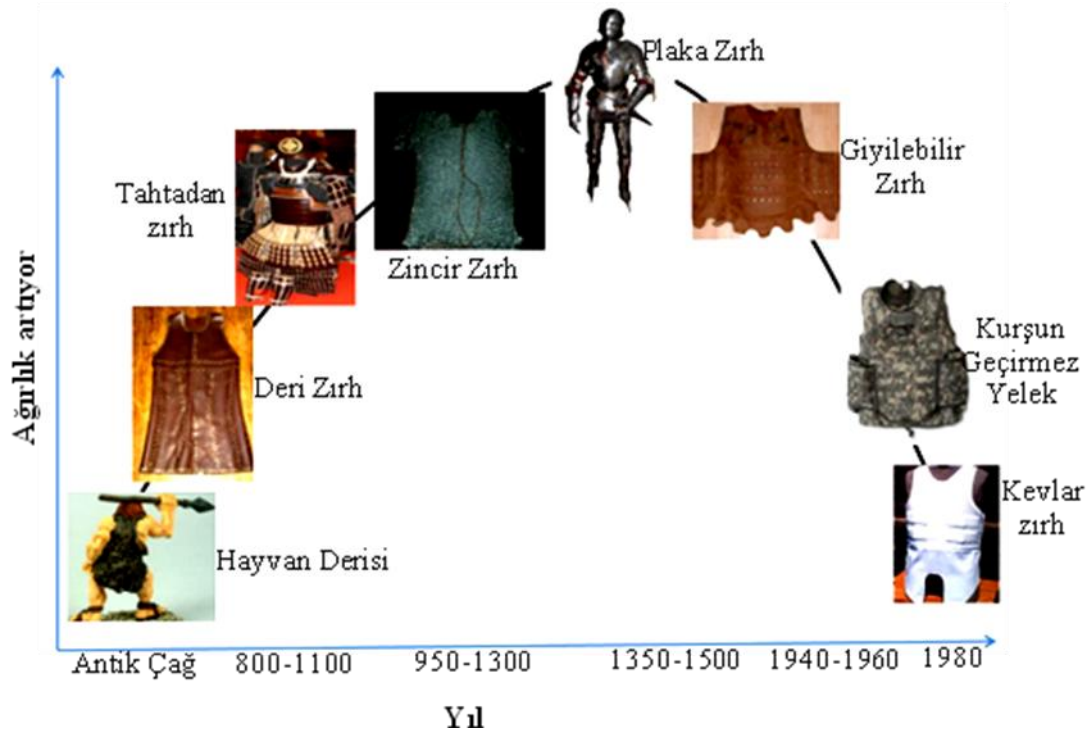 Plaka Zırh
Giyilebilir
Zırh
Tahtadan
zırh
Zincir Zırh
Kurşun
Geçirmez
Yelek
Deri Zırh
Kevlar
zırh
Hayvan Derisi
Ağırlık artıyor
Antik Çağ
800-1100
950-1300
1350-1500
1940-1960
1980
Yıl